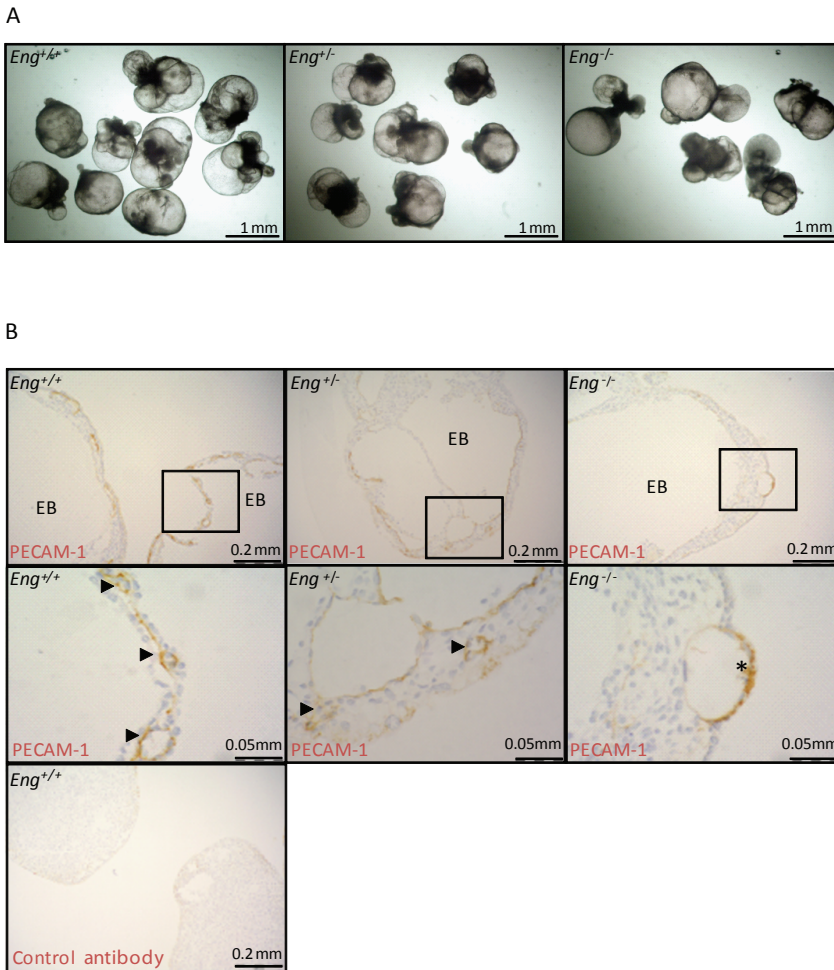 A
Eng+/+ Eng+/- Eng-/-
1 mm 1 mm 1 mm
B
Eng+/+ Eng+/- Eng-/-
EB EB EB EB
PECAM-1 0.2 mm PECAM-1 0.2 mm PECAM-1 0.2 mm
Eng+/+ Eng+/- Eng-/-
*
PECAM-1 0.05mm PECAM-1 0.05mm PECAM-1 0.05mm
Eng+/+
Control antibody 0.2 mm